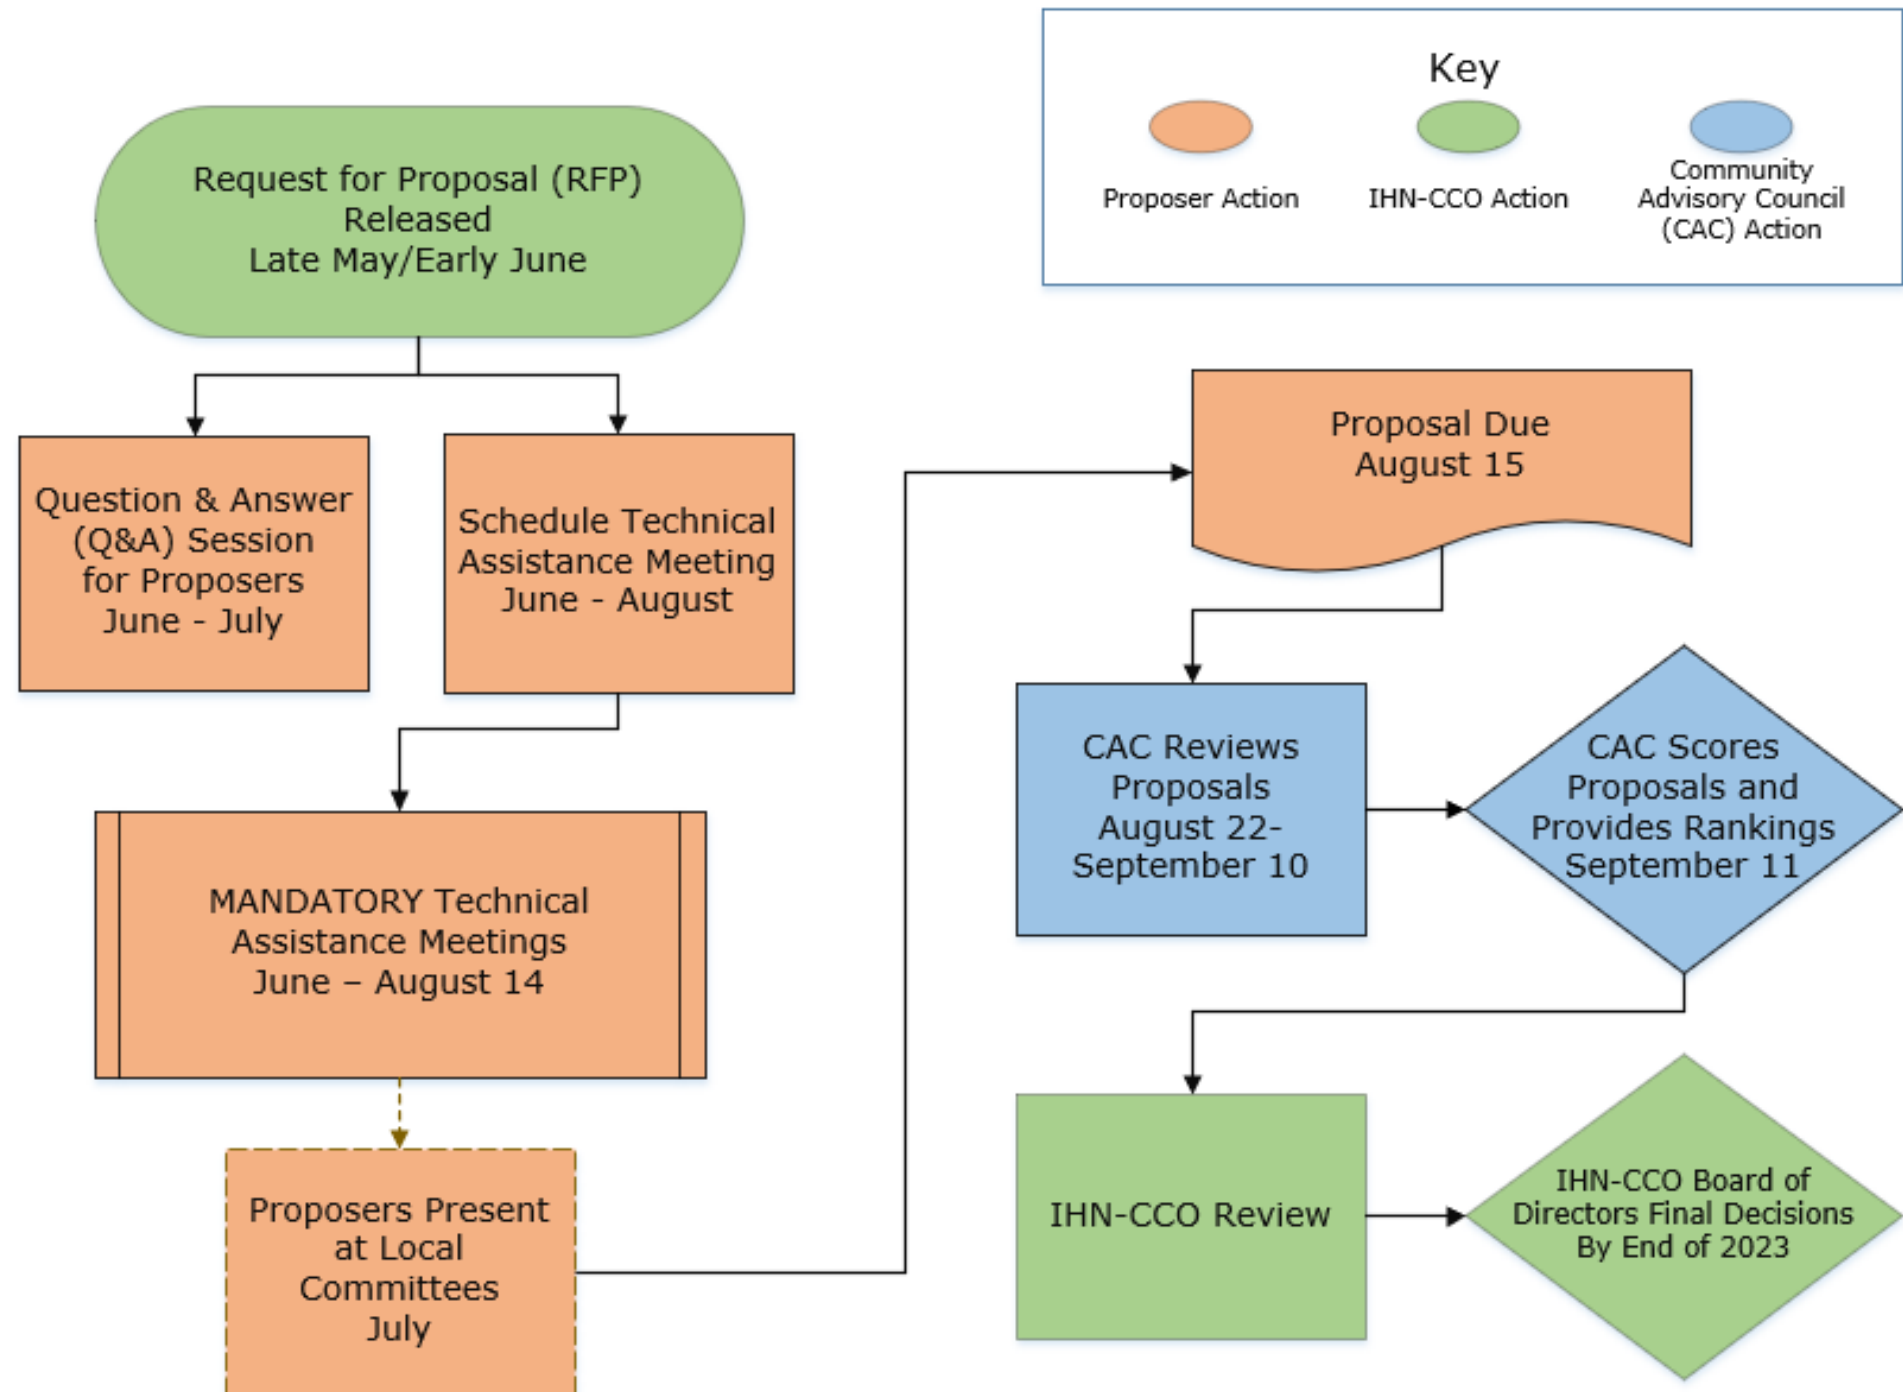 Key
Proposer Action
IHN-CCO Action
Community
Advisory Council
(CAC) Action
Request for Proposal (RFP)
Released
Late May/Early June
Question & Answer
(Q&A) Session
for Proposers
June - July
Schedule Technical
Assistance Meeting
June - August
MANDATORY Technical
Assistance Meetings
June – August 14
Proposers Present
at Local
Committees
July
Proposal Due
August 15
CAC Reviews
Proposals
August 22-
September 10
CAC Scores
Proposals and
Provides Rankings
September 11
IHN-CCO Review
IHN-CCO Board of
Directors Final Decisions
By End of 2023